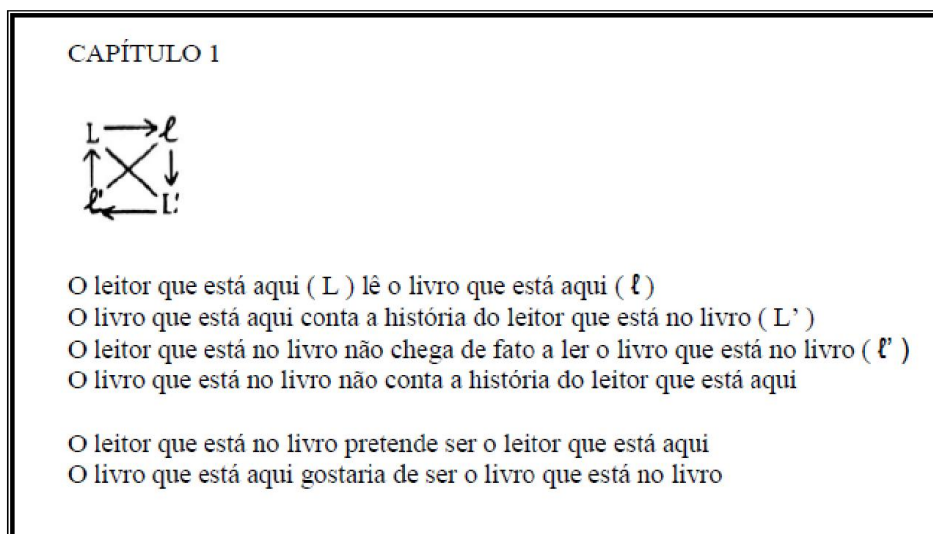 CAPÍTULO 1
L ℓ
ℓ' L'
O leitor que está aqui ( L ) lê o livro que está aqui ( ℓ )
O livro que está aqui conta a história do leitor que está no livro ( L’ )
O leitor que está no livro não chega de fato a ler o livro que está no livro ( ℓ’ )
O livro que está no livro não conta a história do leitor que está aqui
O leitor que está no livro pretende ser o leitor que está aqui
O livro que está aqui gostaria de ser o livro que está no livro